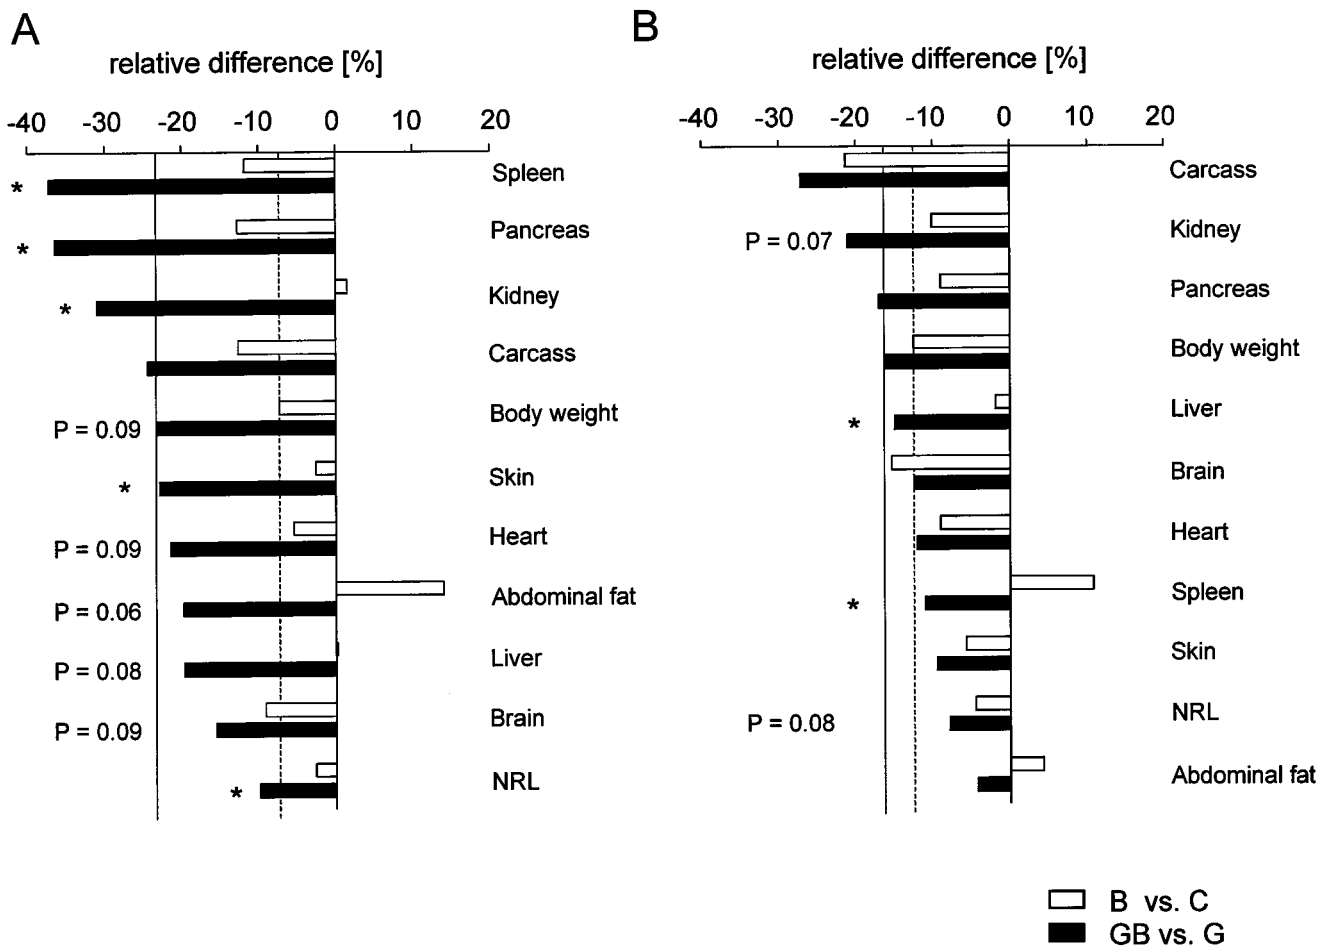 A
relative difference [%]
-40 -30 -20 -10 0 10 20
* Spleen
* Pancreas
* Kidney
Carcass
P = 0.09 Body weight
* Skin
P = 0.09 Heart
P = 0.06 Abdominal fat
P = 0.08 Liver
P = 0.09 Brain
* NRL
B
relative difference [%]
-40 -30 -20 -10 0 10 20
Carcass
P = 0.07 Kidney
Pancreas
Body weight
* Liver
Brain
Heart
* Spleen
Skin
P = 0.08 NRL
Abdominal fat
B vs. C
GB vs. G